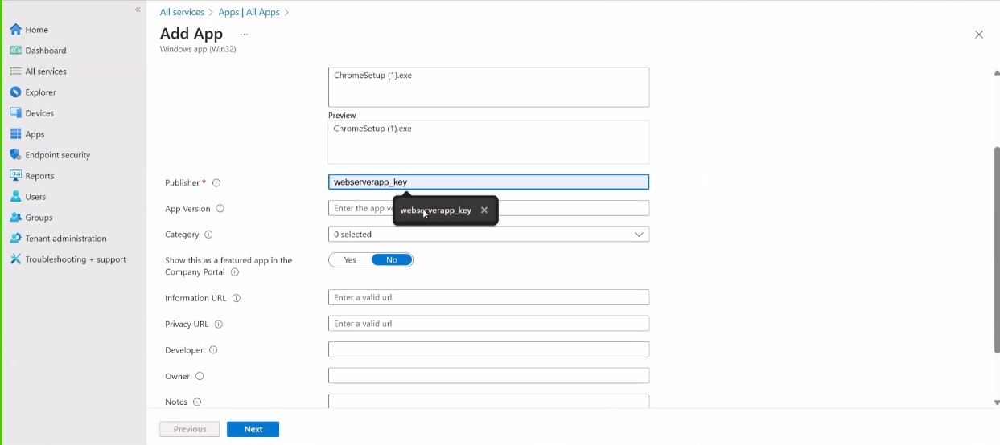 All services > Apps | All Apps >
Add App ...
Windows app (Win32)
Home
Dashboard
All services
Explorer
Devices
Apps
Endpoint security
Reports
Users
Groups
Tenant administration
Troubleshooting + support
ChromeSetup (1).exe
Preview
ChromeSetup (1).exe
Publisher *
webserverapp_key
webserverapp_key
App Version
Enter the app ve
Category
0 selected
Show this as a featured app in the
Company Portal
Yes No
Information URL
Enter a valid url
Privacy URL
Enter a valid url
Developer
Owner
Notes
Previous
Next